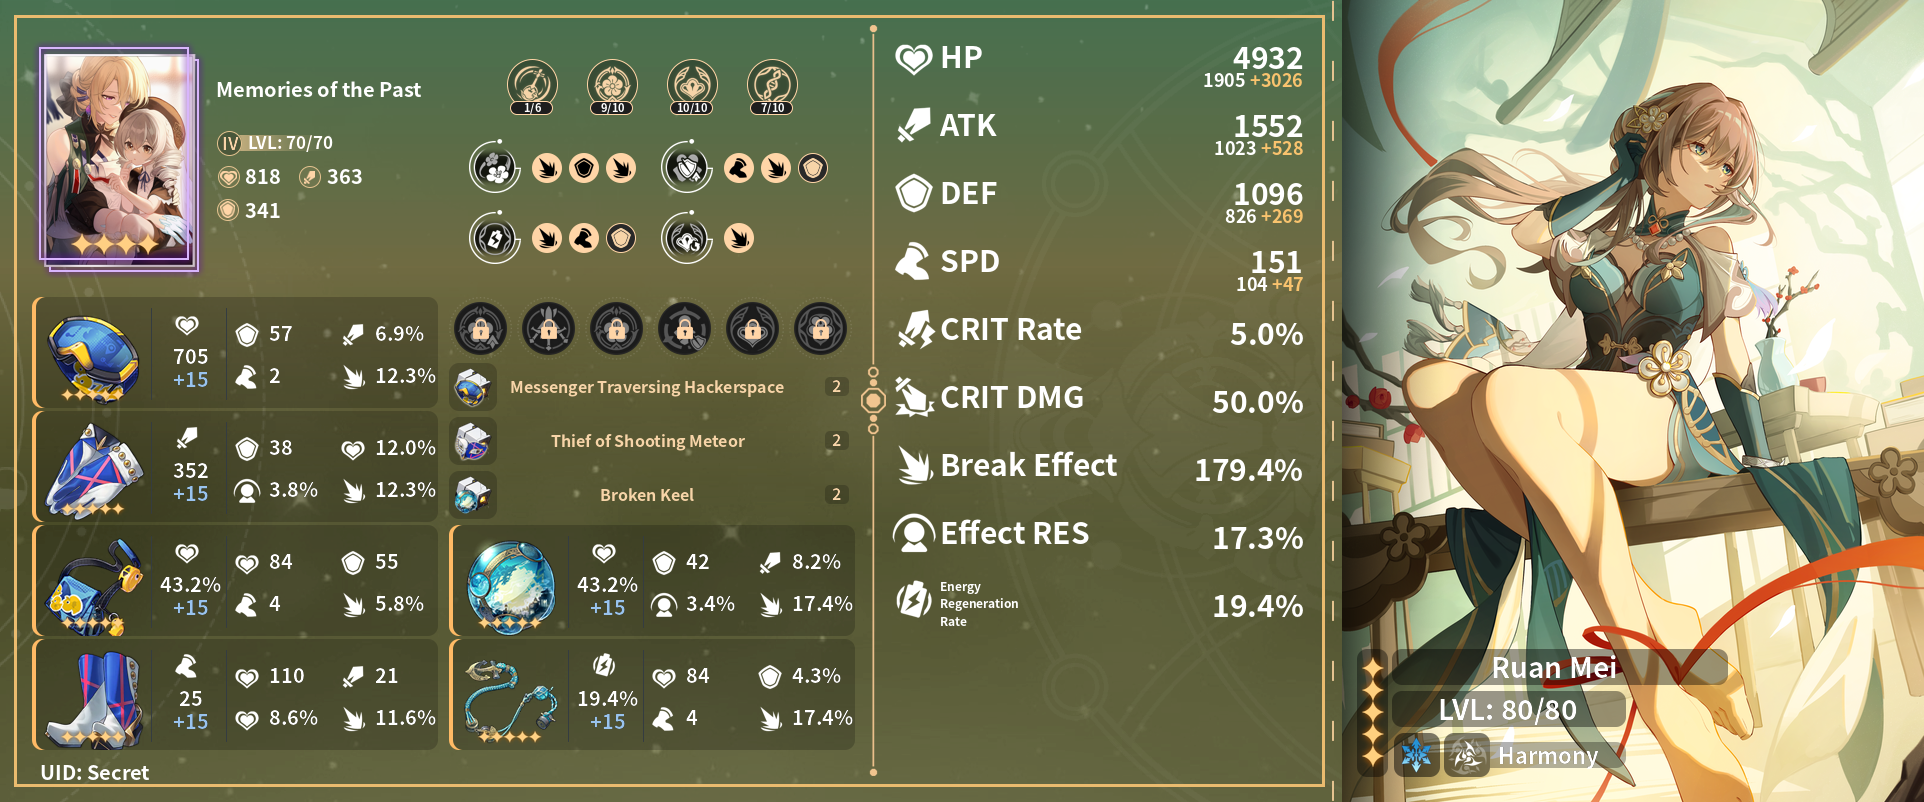 Memories of the Past
IV LVL: 70/70
818 363
341
1/6 9/10 10/10 7/10
705
+15
57 6.9%
2 12.3%
352
+15
38 12.0%
3.8% 12.3%
43.2%
+15
84 55
4 5.8%
25
+15
110 21
8.6% 11.6%
Messenger Traversing Hackerspace 2
Thief of Shooting Meteor 2
Broken Keel 2
43.2%
+15
42 8.2%
3.4% 17.4%
19.4%
+15
84 4.3%
4 17.4%
UID: Secret
HP 4932
1905 +3026
ATK 1552
1023 +528
DEF 1096
826 +269
SPD 151
104 +47
CRIT Rate 5.0%
CRIT DMG 50.0%
Break Effect 179.4%
Effect RES 17.3%
Energy
Regeneration
Rate
19.4%
Ruan Mei
LVL: 80/80
Harmony